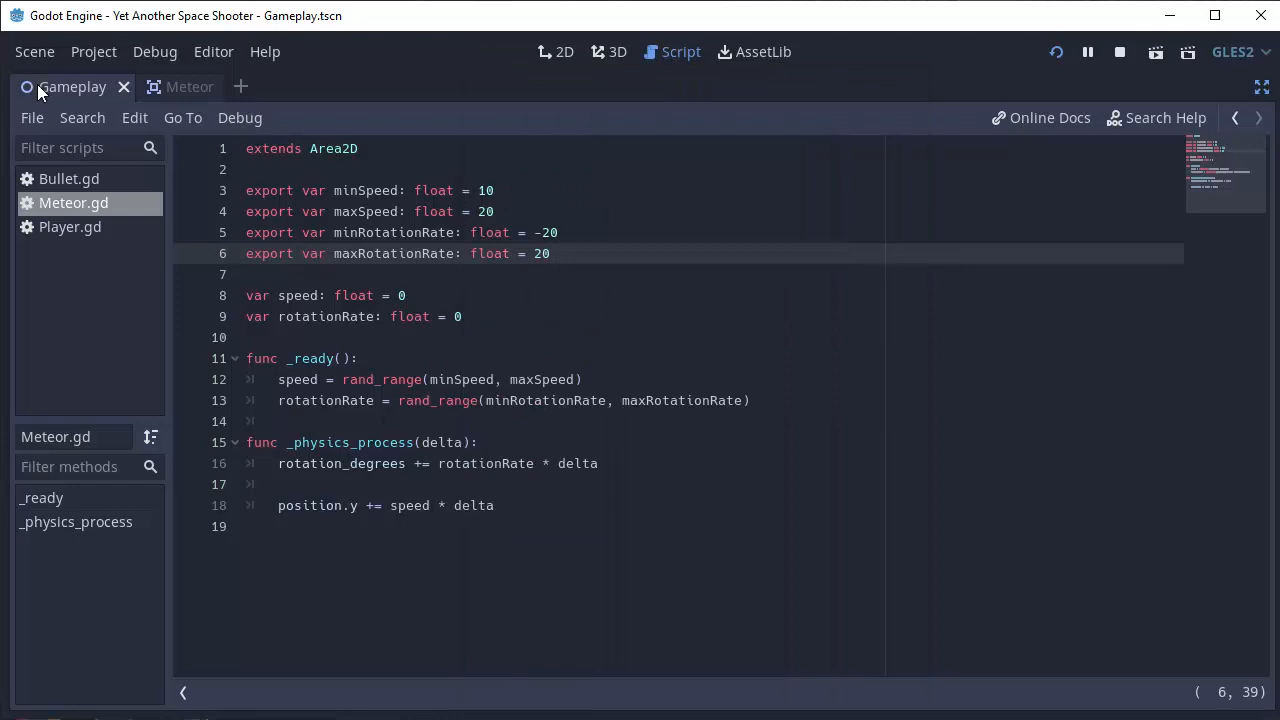 Godot Engine - Yet Another Space Shooter - Gameplay.tscn
Scene Project Debug Editor Help 2D 3D Script AssetLib GLES2
Gameplay Meteor
File Search Edit Go To Debug Online Docs Search Help
Filter scripts
Bullet.gd
Meteor.gd
Player.gd
Meteor.gd
Filter methods
_ready
_physics_process
1 extends Area2D
2
3 export var minSpeed: float = 10
4 export var maxSpeed: float = 20
5 export var minRotationRate: float = -20
6 export var maxRotationRate: float = 20
7
8 var speed: float = 0
9 var rotationRate: float = 0
10
11 func _ready():
12 speed = rand_range(minSpeed, maxSpeed)
13 rotationRate = rand_range(minRotationRate, maxRotationRate)
14
15 func _physics_process(delta):
16 rotation_degrees += rotationRate * delta
17
18 position.y += speed * delta
19
( 6, 39)